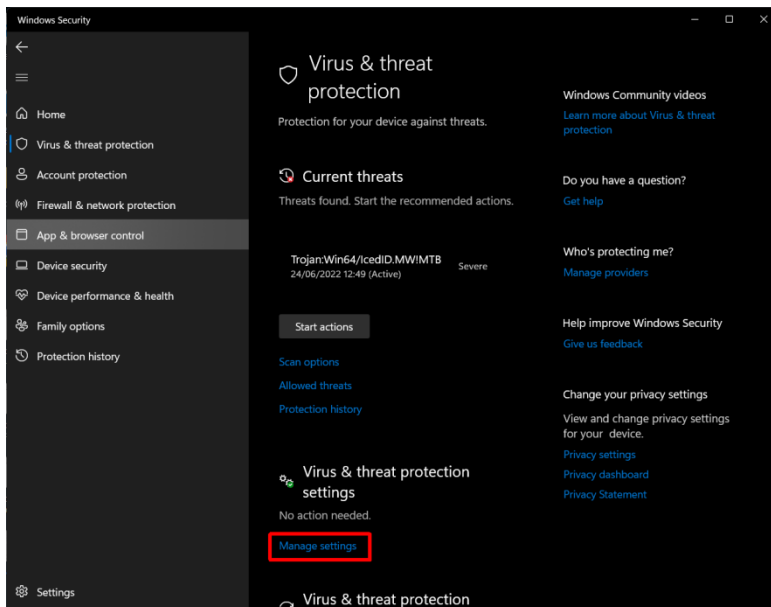 Windows Security
Home
Virus & threat protection
Account protection
Firewall & network protection
App & browser control
Device security
Device performance & health
Family options
Protection history
Settings
Virus & threat
protection
Protection for your device against threats.
Current threats
Threats found. Start the recommended actions.
Trojan:Win64/IcedID.MW!MTB
24/06/2022 12:49 (Active)
Severe
Start actions
Scan options
Allowed threats
Protection history
Virus & threat protection
settings
No action needed.
Manage settings
Virus & threat protection
Windows Community videos
Learn more about Virus & threat
protection
Do you have a question?
Get help
Who's protecting me?
Manage providers
Help improve Windows Security
Give us feedback
Change your privacy settings
View and change privacy settings
for your device.
Privacy settings
Privacy dashboard
Privacy Statement